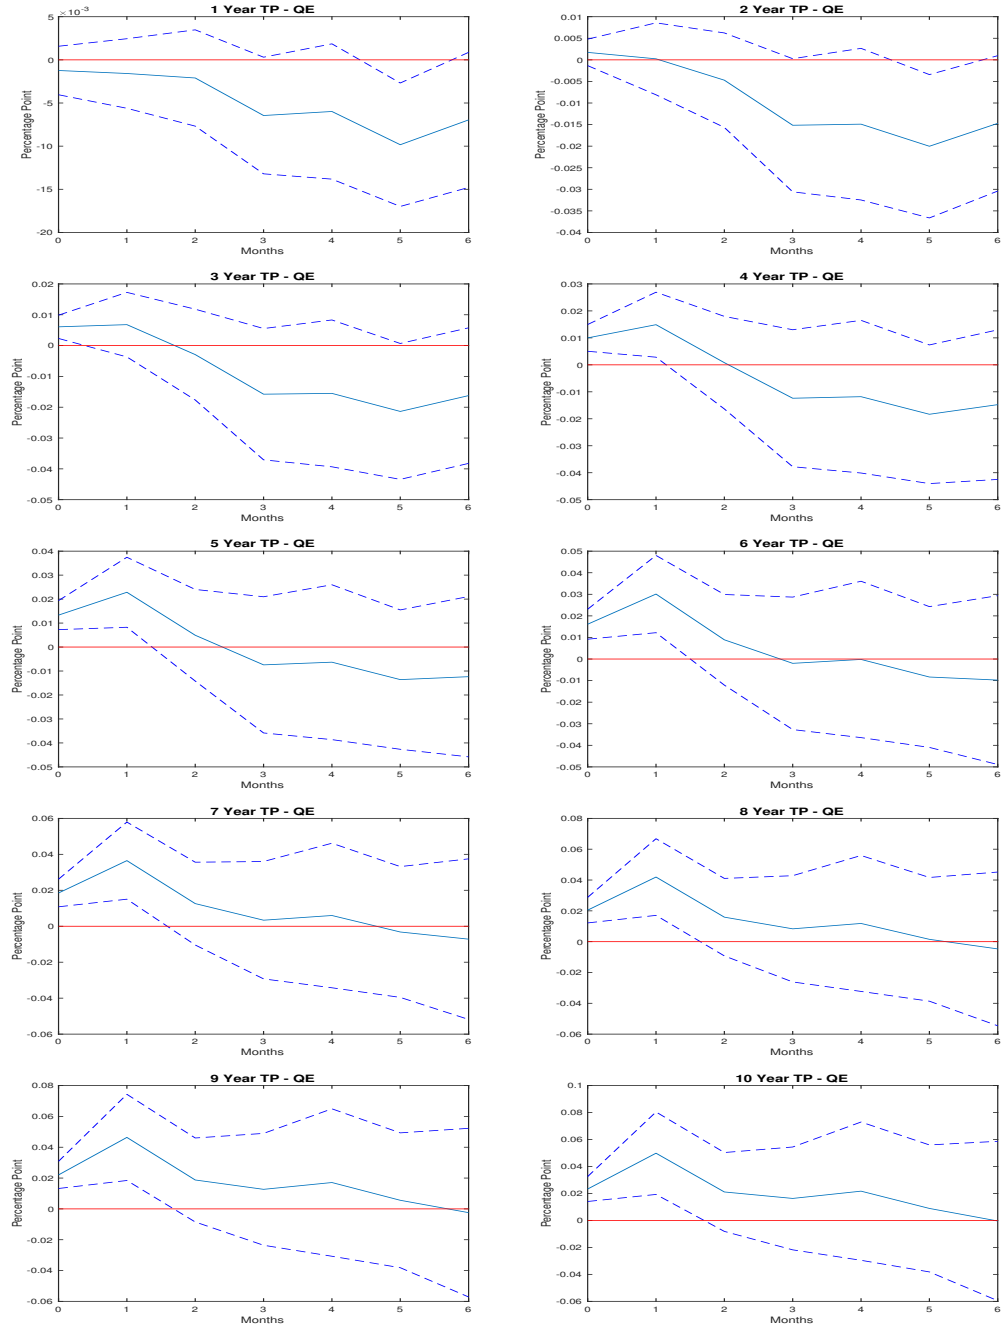 1 Year TP - QE
×10-3
5
0
-5
-10
-15
-20
Percentage Point
0 1 2 3 4 5 6
Months
2 Year TP - QE
0.01
0.005
0
-0.005
-0.01
-0.015
-0.02
-0.025
-0.03
-0.035
-0.04
Percentage Point
0 1 2 3 4 5 6
Months
3 Year TP - QE
0.02
0.01
0
-0.01
-0.02
-0.03
-0.04
-0.05
Percentage Point
0 1 2 3 4 5 6
Months
4 Year TP - QE
0.03
0.02
0.01
0
-0.01
-0.02
-0.03
-0.04
-0.05
Percentage Point
0 1 2 3 4 5 6
Months
5 Year TP - QE
0.04
0.03
0.02
0.01
0
-0.01
-0.02
-0.03
-0.04
-0.05
Percentage Point
0 1 2 3 4 5 6
Months
6 Year TP - QE
0.05
0.04
0.03
0.02
0.01
0
-0.01
-0.02
-0.03
-0.04
-0.05
Percentage Point
0 1 2 3 4 5 6
Months
7 Year TP - QE
0.06
0.04
0.02
0
-0.02
-0.04
-0.06
Percentage Point
0 1 2 3 4 5 6
Months
8 Year TP - QE
0.08
0.06
0.04
0.02
0
-0.02
-0.04
-0.06
Percentage Point
0 1 2 3 4 5 6
Months
9 Year TP - QE
0.08
0.06
0.04
0.02
0
-0.02
-0.04
-0.06
Percentage Point
0 1 2 3 4 5 6
Months
10 Year TP - QE
0.1
0.08
0.06
0.04
0.02
0
-0.02
-0.04
-0.06
Percentage Point
0 1 2 3 4 5 6
Months